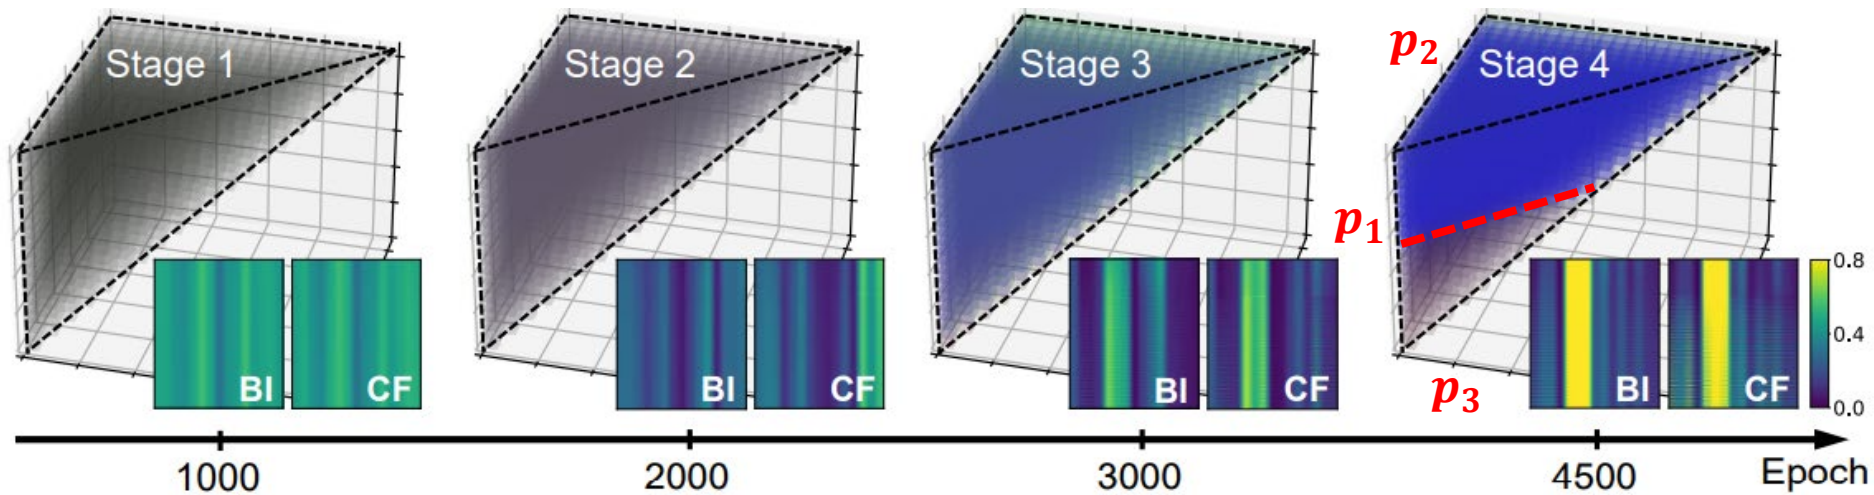 Stage 1
BI
CF
Stage 2
BI
CF
Stage 3
BI
CF
p₂
Stage 4
p₁
p₃
BI
CF
0.8
0.4
0.0
1000
2000
3000
4500
Epoch